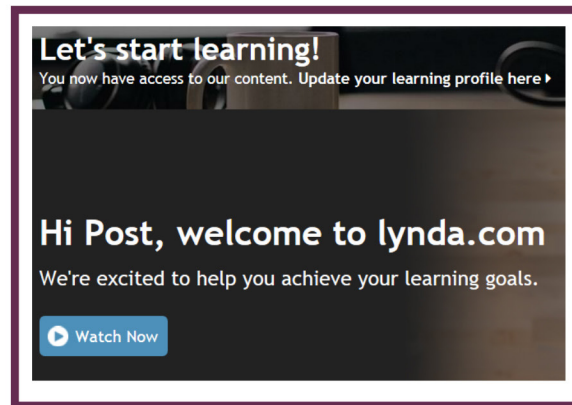 Let's start learning!
You now have access to our content. Update your learning profile here
Hi Post, welcome to lynda.com
We're excited to help you achieve your learning goals.
Watch Now